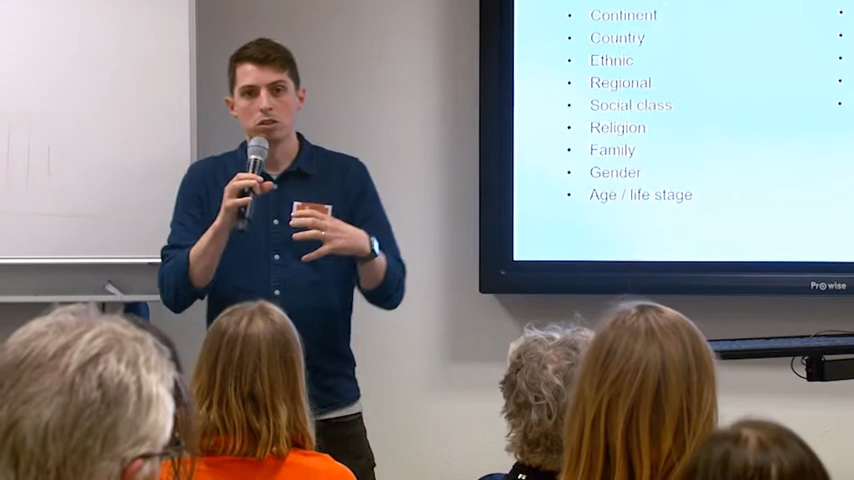 Continent
Country
Ethnic
Regional
Social class
Religion
Family
Gender
Age / life stage
Prowise